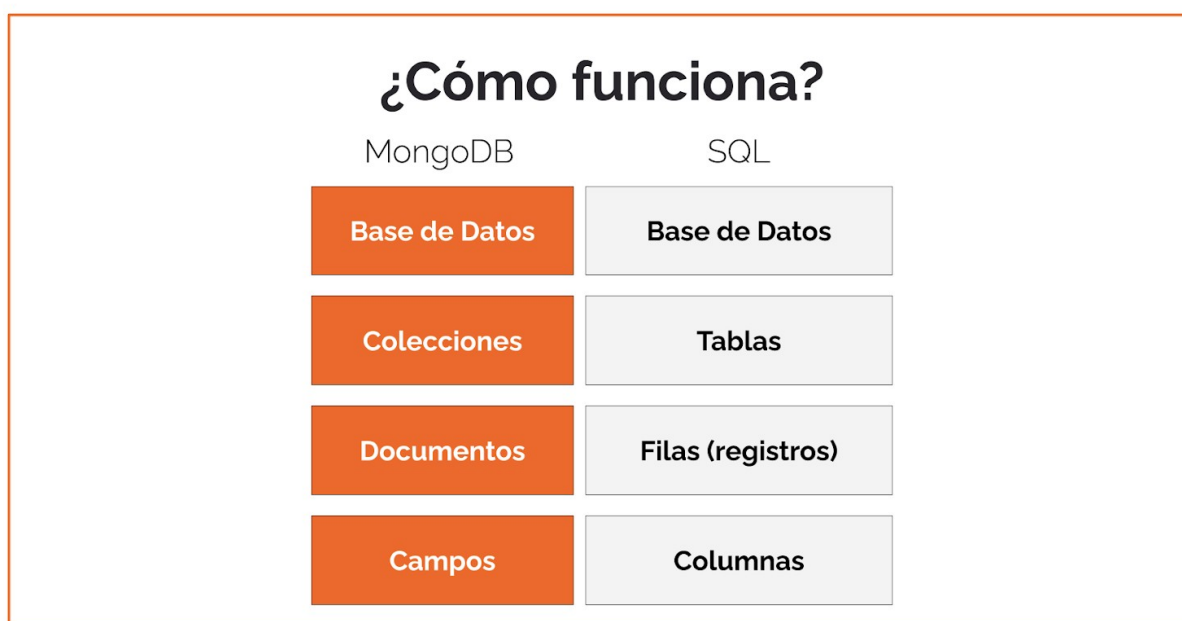 ¿Cómo funciona?
MongoDB SQL
Base de Datos Base de Datos
Colecciones Tablas
Documentos Filas (registros)
Campos Columnas